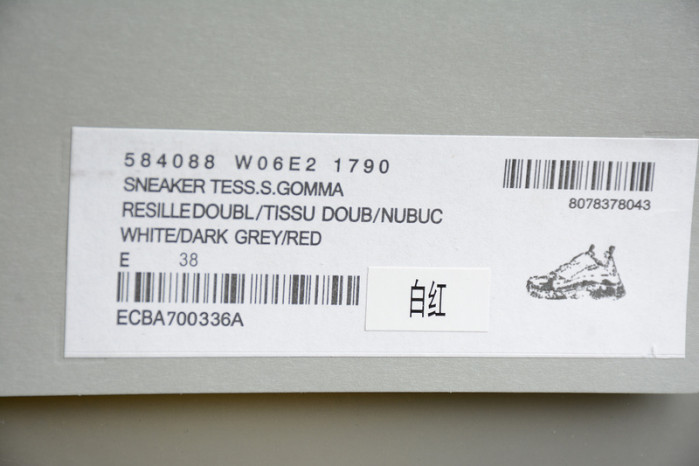 584088 W06E2 1790
SNEAKER TESS.S.GOMMA
RESILLEDOUBL/TISSU DOUB/NUBUC
WHITE/DARK GREY/RED
E 38
ECBA700336A
8078378043
白红